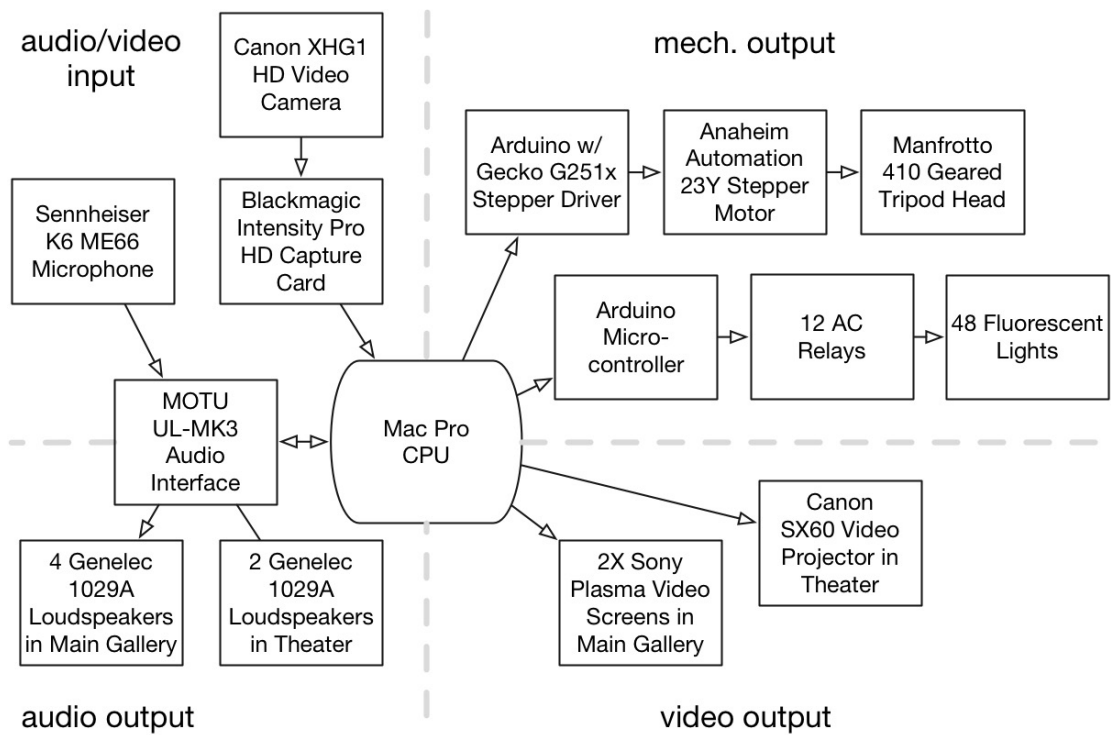 audio/video
input
Canon XHG1
HD Video
Camera
mech. output
Arduino w/
Gecko G251x
Stepper Driver
Anaheim
Automation
23Y Stepper
Motor
Manfrotto
410 Geared
Tripod Head
Sennheiser
K6 ME66
Microphone
Blackmagic
Intensity Pro
HD Capture
Card
Arduino
Micro-
controller
12 AC
Relays
48 Fluorescent
Lights
MOTU
UL-MK3
Audio
Interface
Mac Pro
CPU
Canon
SX60 Video
Projector in
Theater
4 Genelec
1029A
Loudspeakers
in Main Gallery
2 Genelec
1029A
Loudspeakers
in Theater
2X Sony
Plasma Video
Screens in
Main Gallery
audio output
video output